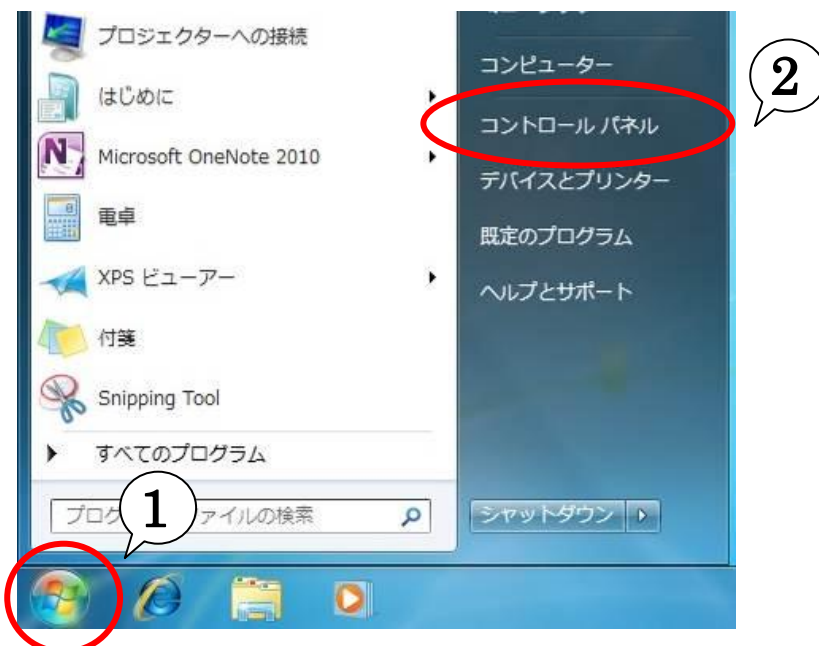 プロジェクターへの接続
はじめに
Microsoft OneNote 2010
電卓
XPS ビューアー
付箋
Snipping Tool
すべてのプログラム
プログ
ァイルの検索
1
コンピューター
コントロール パネル
デバイスとプリンター
既定のプログラム
ヘルプとサポート
シャットダウン
2